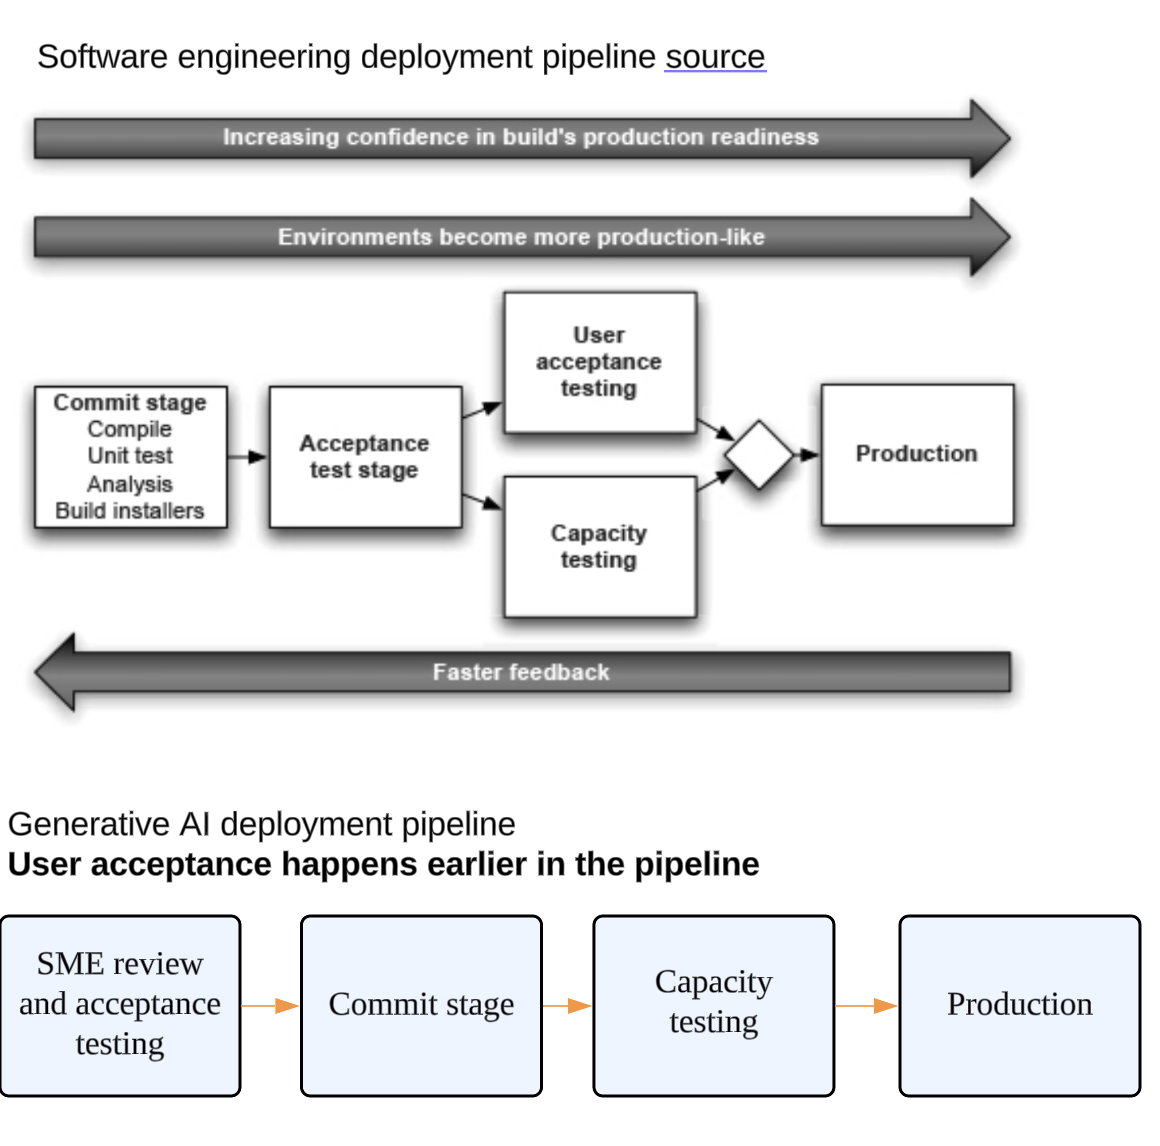 Software engineering deployment pipeline source
Increasing confidence in build's production readiness
Environments become more production-like
User
acceptance
testing
Commit stage
Compile
Unit test
Analysis
Build installers
Acceptance
test stage
Production
Capacity
testing
Faster feedback
Generative AI deployment pipeline
User acceptance happens earlier in the pipeline
SME review
and acceptance
testing
Commit stage
Capacity
testing
Production